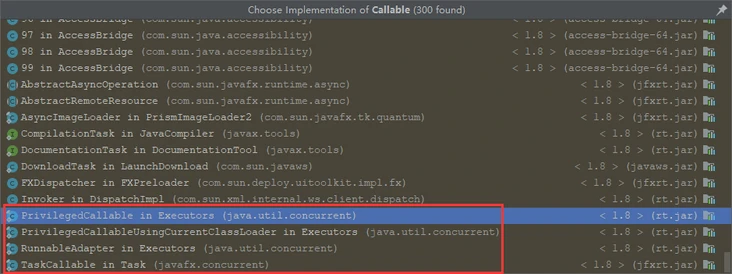 Choose Implementation of Callable (300 found)
96 in AccessBridge (com.sun.java.accessibility) < 1.8 > (access-bridge-64.jar)
97 in AccessBridge (com.sun.java.accessibility) < 1.8 > (access-bridge-64.jar)
98 in AccessBridge (com.sun.java.accessibility) < 1.8 > (access-bridge-64.jar)
99 in AccessBridge (com.sun.java.accessibility) < 1.8 > (access-bridge-64.jar)
AbstractAsyncOperation (com.sun.javafx.runtime.async) < 1.8 > (jfxrt.jar)
AbstractRemoteResource (com.sun.javafx.runtime.async) < 1.8 > (jfxrt.jar)
AsyncImageLoader in PrismImageLoader2 (com.sun.javafx.tk.quantum) < 1.8 > (jfxrt.jar)
CompilationTask in JavaCompiler (javax.tools) < 1.8 > (rt.jar)
DocumentationTask in DocumentationTool (javax.tools) < 1.8 > (rt.jar)
DownloadTask in LaunchDownload (com.sun.javaws) < 1.8 > (javaws.jar)
FXDispatcher in FXPreloader (com.sun.deploy.uitoolkit.impl.fx) < 1.8 > (jfxrt.jar)
Invoker in DispatchImpl (com.sun.xml.internal.ws.client.dispatch) < 1.8 > (rt.jar)
PrivilegedCallable in Executors (java.util.concurrent) < 1.8 > (rt.jar)
PrivilegedCallableUsingCurrentClassLoader in Executors (java.util.concurrent) < 1.8 > (rt.jar)
RunnableAdapter in Executors (java.util.concurrent) < 1.8 > (rt.jar)
TaskCallable in Task (javafx.concurrent) < 1.8 > (jfxrt.jar)